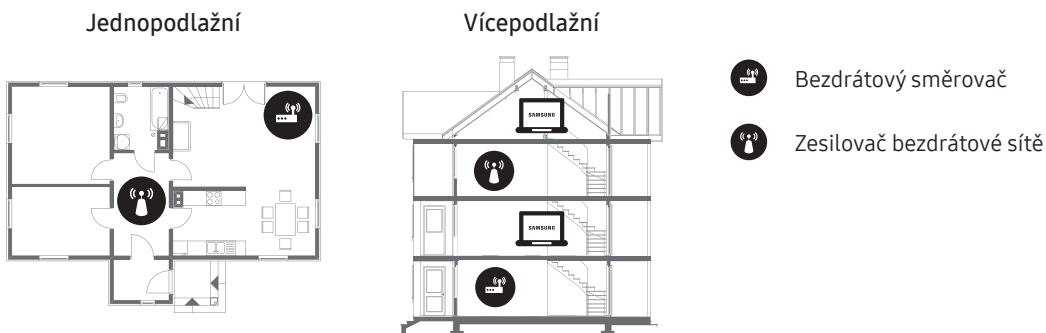 Jednopodlažní
Vícepodlažní
Bezdrátový směrovač
Zesilovač bezdrátové sítě
SAMSUNG
SAMSUNG